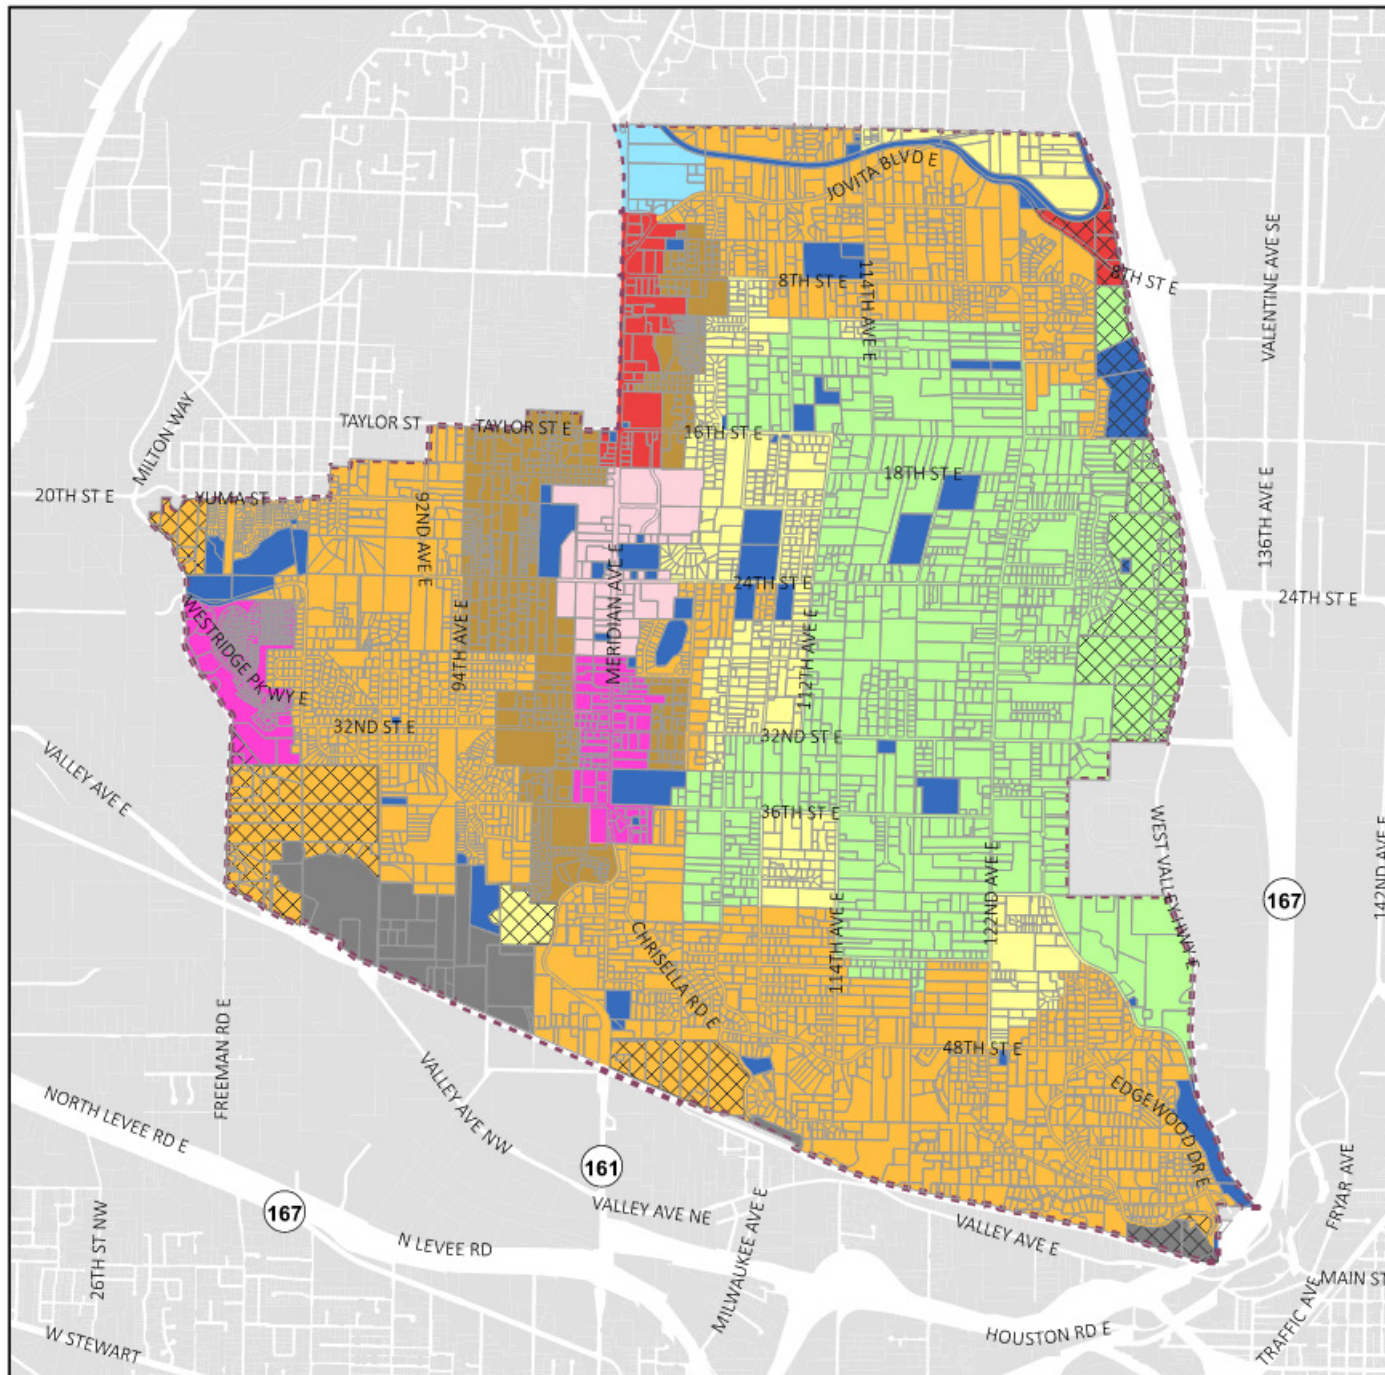 JOVITA BLVD E
8TH ST E
114TH AVE E
8TH ST E
VALENTINE AVE SE
MILTON WAY
TAYLOR ST
TAYLOR ST E
16TH ST E
18TH ST E
20TH ST E
YUMA ST
92ND AVE E
136TH AVE E
MERIDIAN AVE E
24TH ST E
24TH ST E
WESTRIDGE PKWY E
94TH AVE E
112TH AVE E
32ND ST E
32ND ST E
VALLEY AVE E
36TH ST E
WEST VALLEY HWY E
142ND AVE E
122ND AVE E
167
114TH AVE E
CHRISELLA RD E
FREEMAN RD E
48TH ST E
EDGEWOOD DR E
VALLEY AVE NW
NORTH LEVEE RD E
161
167
VALLEY AVE NE
MILWAUKEE AVE E
VALLEY AVE E
FRYAR AVE
26TH ST NW
N LEVEE RD
MAIN ST
TRAFFIC AVE
HOUSTON RD E
W STEWART